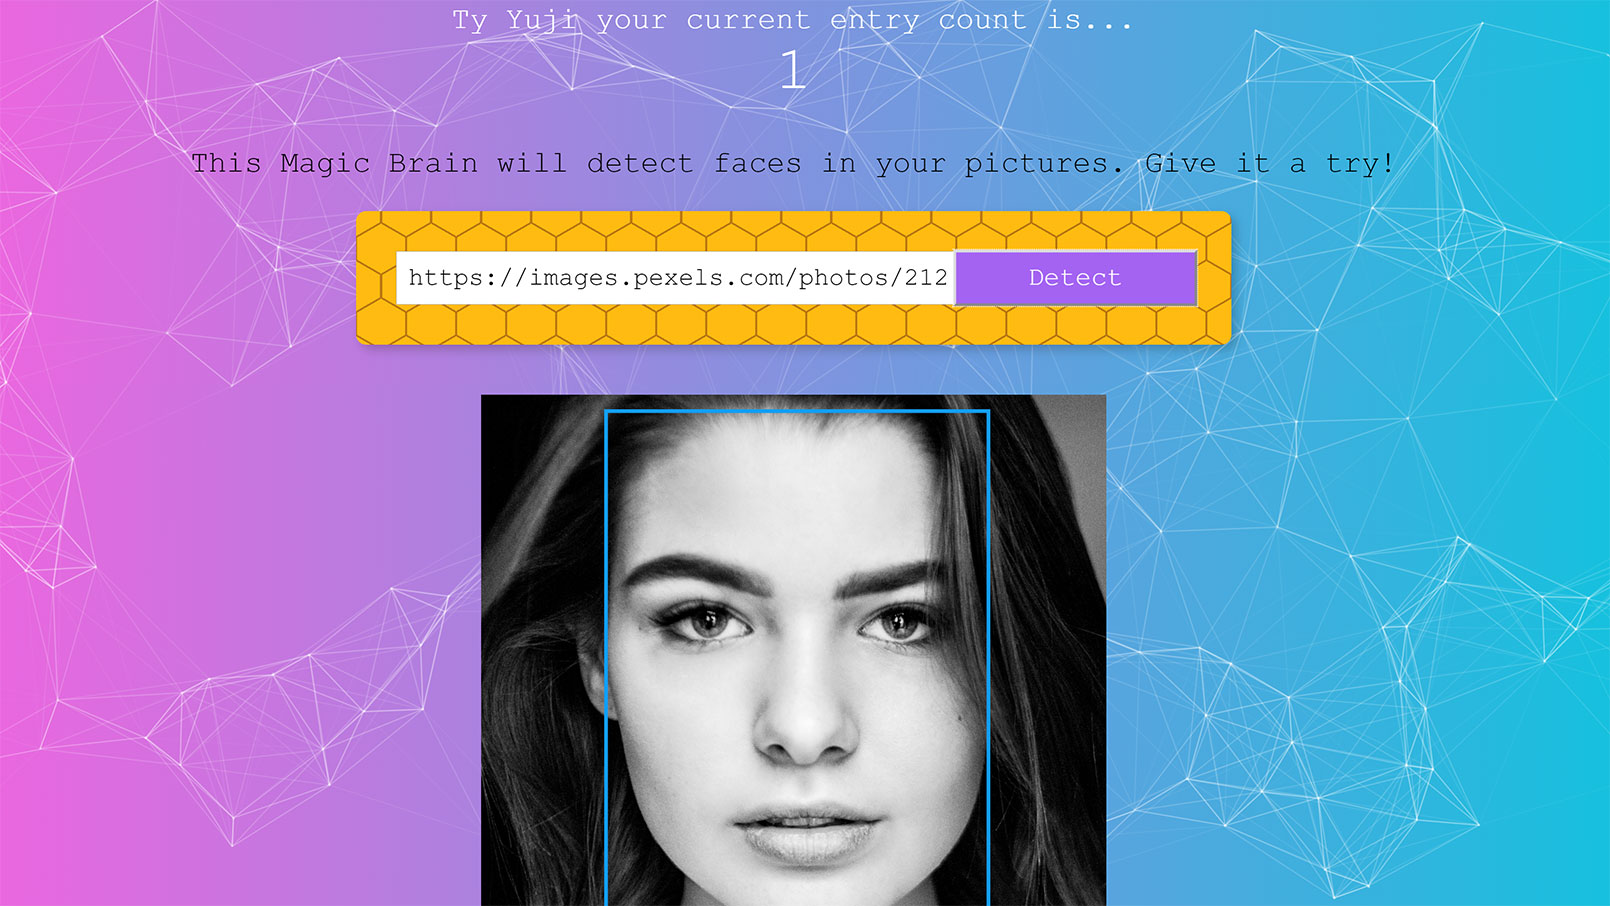 Ty Yuji your current entry count is...
1
This Magic Brain will detect faces in your pictures. Give it a try!
https://images.pexels.com/photos/212
Detect